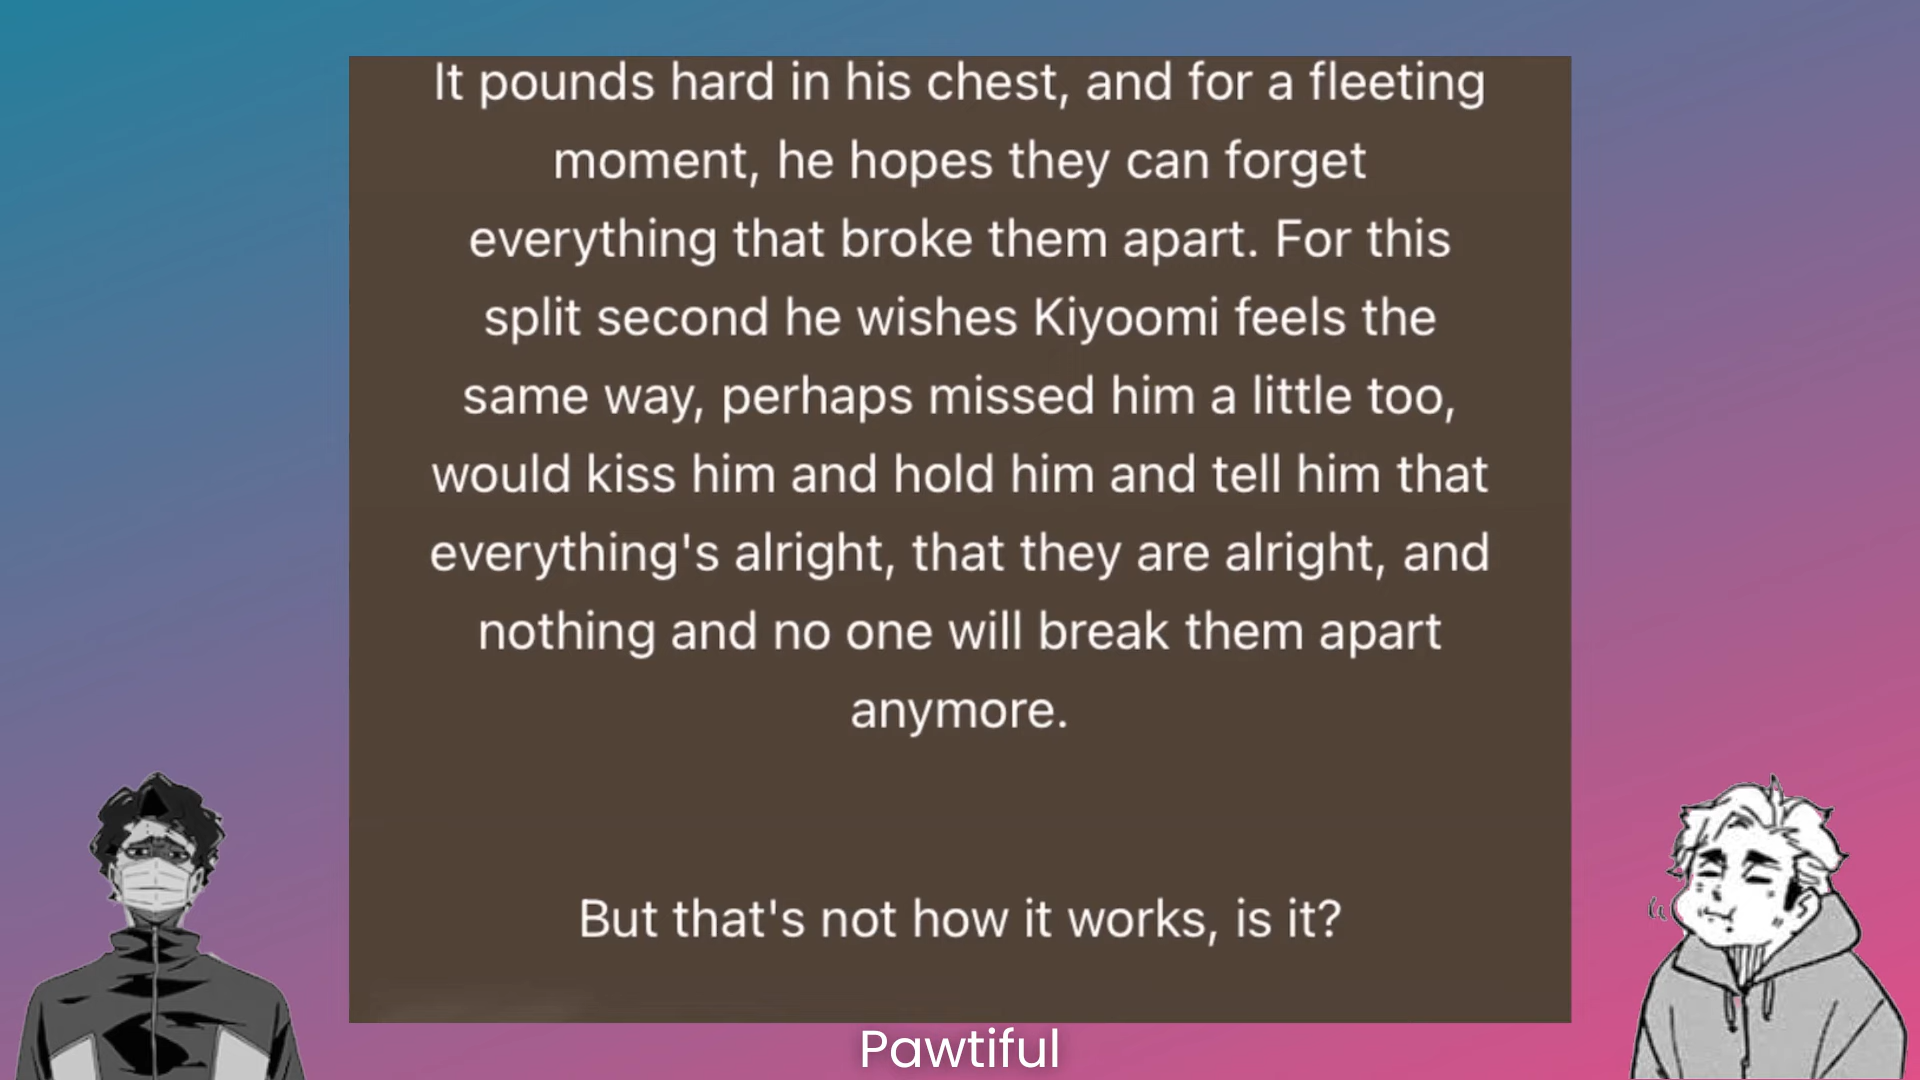 It pounds hard in his chest, and for a fleeting
moment, he hopes they can forget
everything that broke them apart. For this
split second he wishes Kiyoomi feels the
same way, perhaps missed him a little too,
would kiss him and hold him and tell him that
everything's alright, that they are alright, and
nothing and no one will break them apart
anymore.
But that's not how it works, is it?
Pawtiful